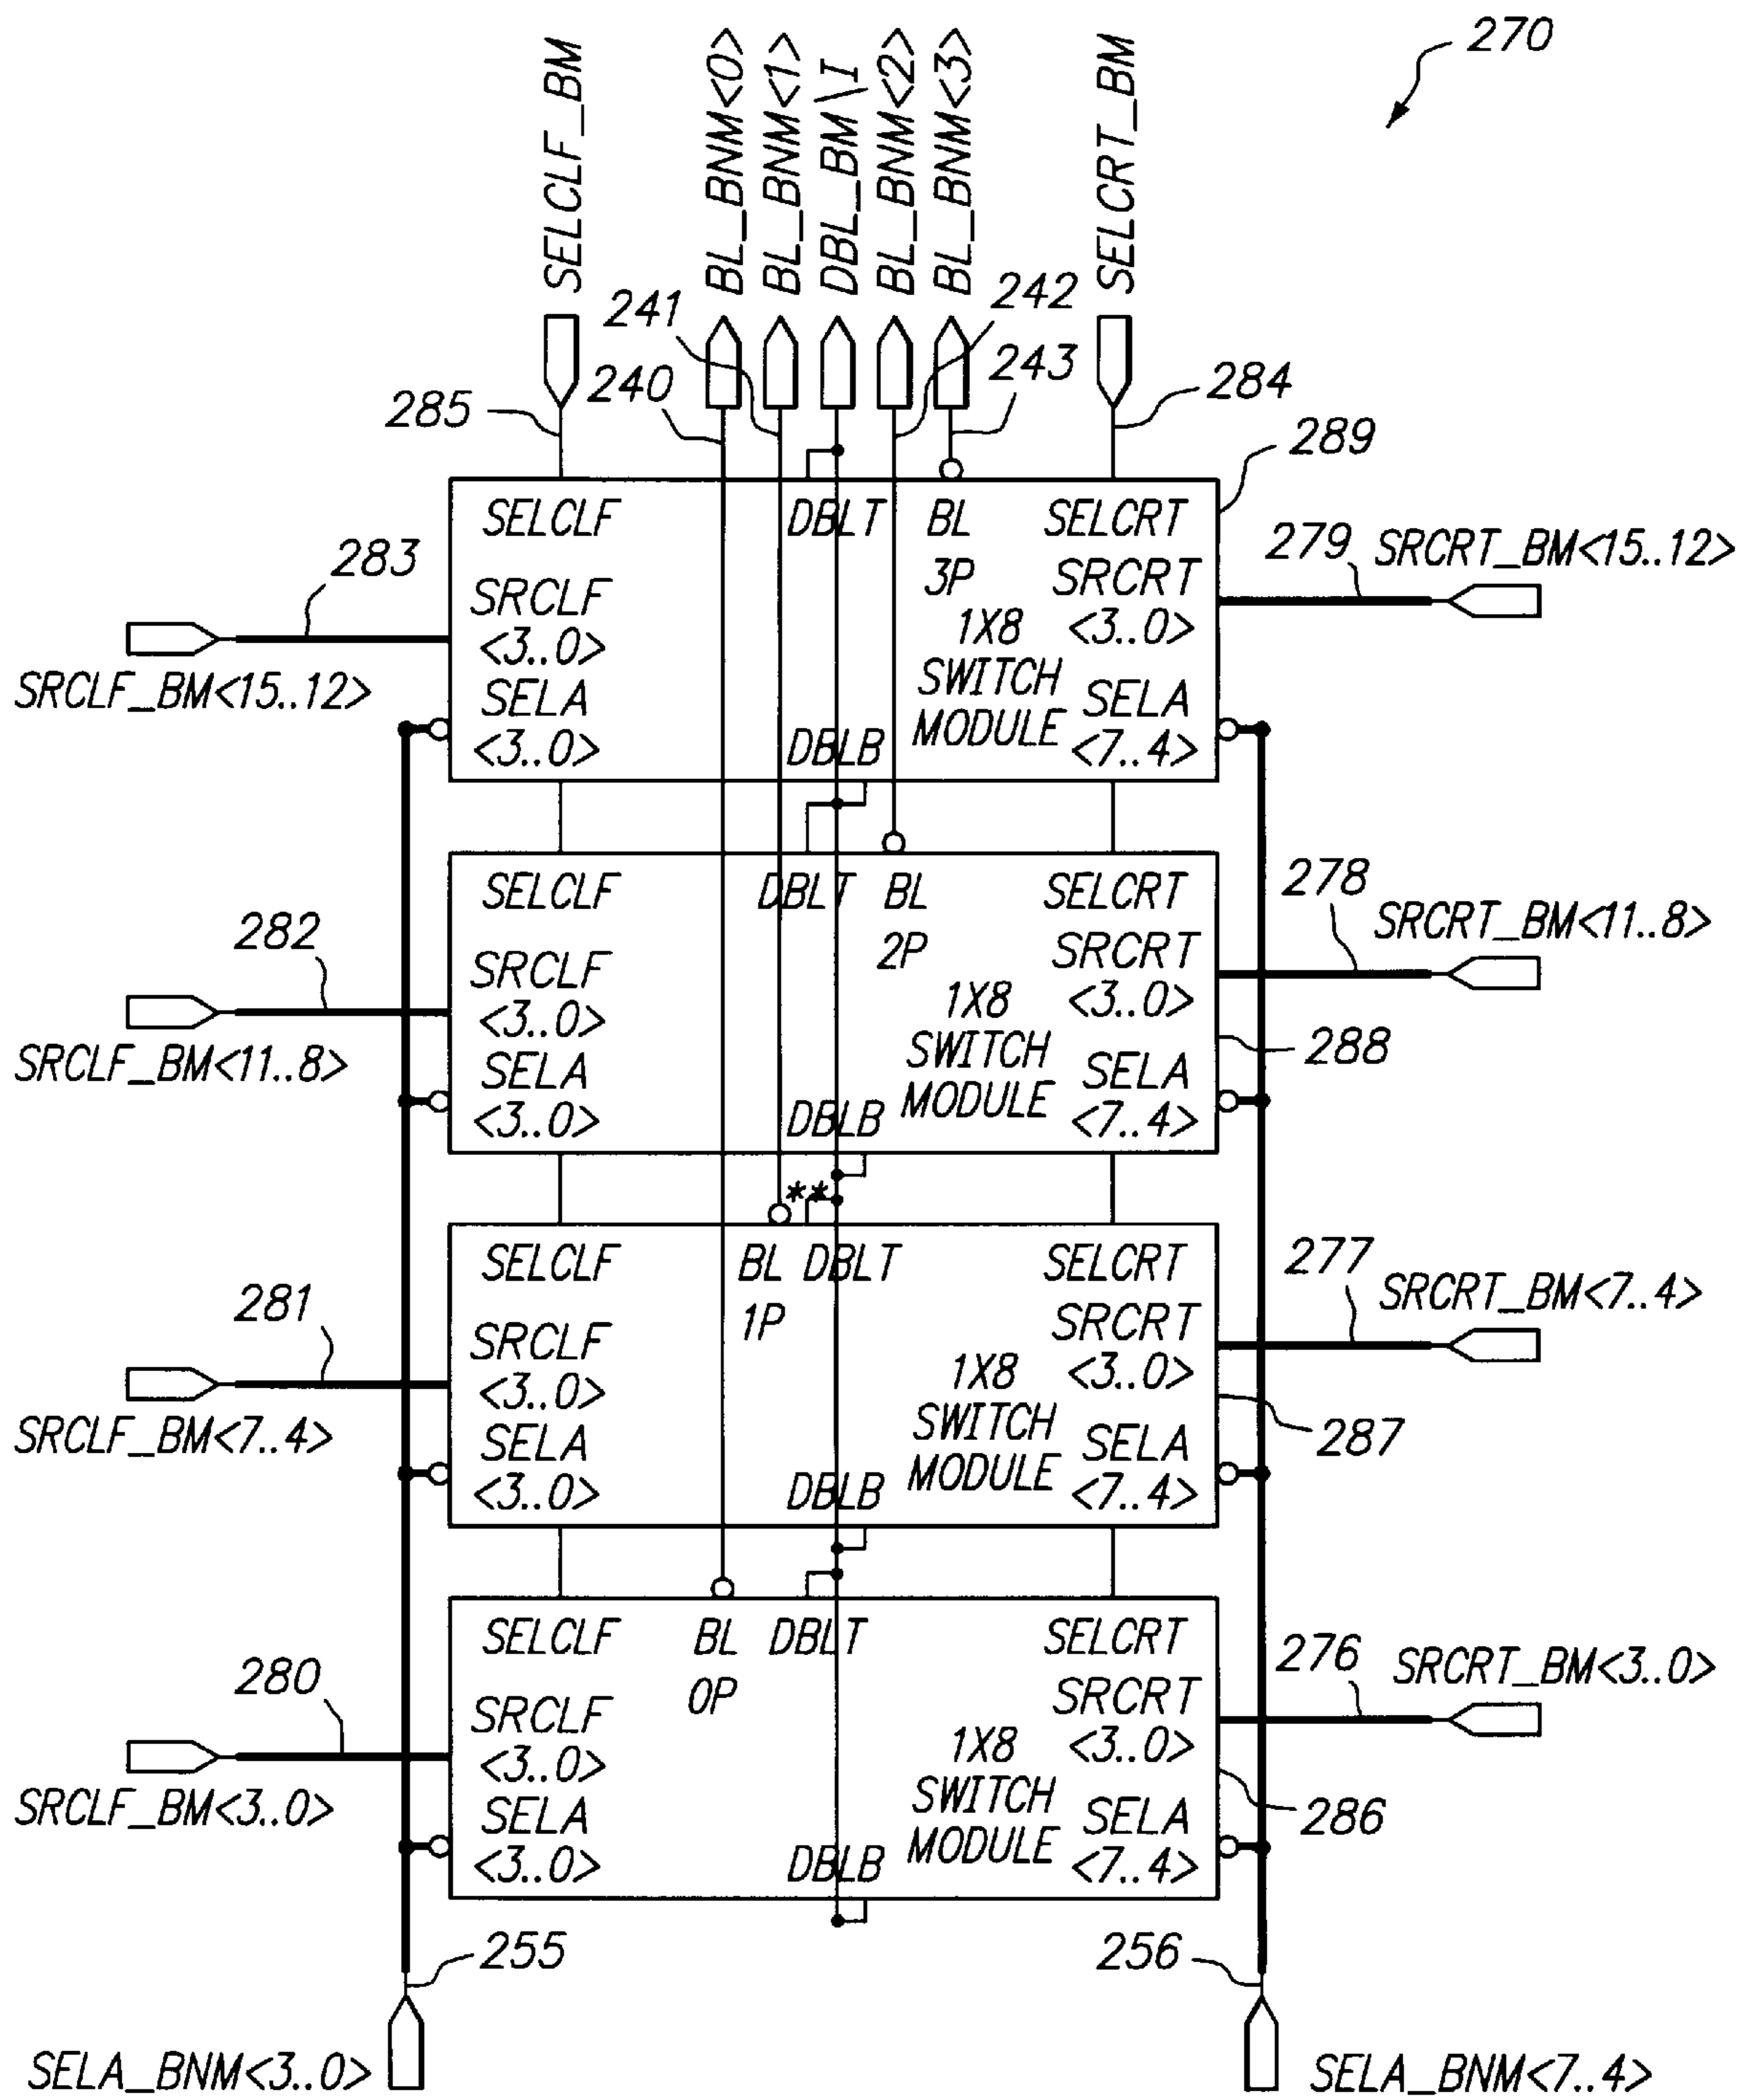 270
SELCLF_BM
BL_BNM<0>
BL_BNM<1>
DBL_BM\I
BL_BNM<2>
BL_BNM<3>
SELCRT_BM
241
242
240
243
285
284
289
SELCLF
DBLT
BL
3P
SELCRT
283
SRCLF_BM<15..12>
SRCLF
<3..0>
SELA
<3..0>
DBLB
1X8
SWITCH
MODULE
SRCRT
<3..0>
SELA
<7..4>
279
SRCRT_BM<15..12>
SELCLF
DBLT
BL
2P
SELCRT
282
SRCLF_BM<11..8>
SRCLF
<3..0>
SELA
<3..0>
DBLB
1X8
SWITCH
MODULE
SRCRT
<3..0>
SELA
<7..4>
278
SRCRT_BM<11..8>
288
**
SELCLF
BL
1P
DBLT
SELCRT
281
SRCLF_BM<7..4>
SRCLF
<3..0>
SELA
<3..0>
DBLB
1X8
SWITCH
MODULE
SRCRT
<3..0>
SELA
<7..4>
277
SRCRT_BM<7..4>
287
SELCLF
BL
0P
DBLT
SELCRT
280
SRCLF_BM<3..0>
SRCLF
<3..0>
SELA
<3..0>
DBLB
1X8
SWITCH
MODULE
SRCRT
<3..0>
SELA
<7..4>
276
SRCRT_BM<3..0>
286
255
256
SELA_BNM<3..0>
SELA_BNM<7..4>